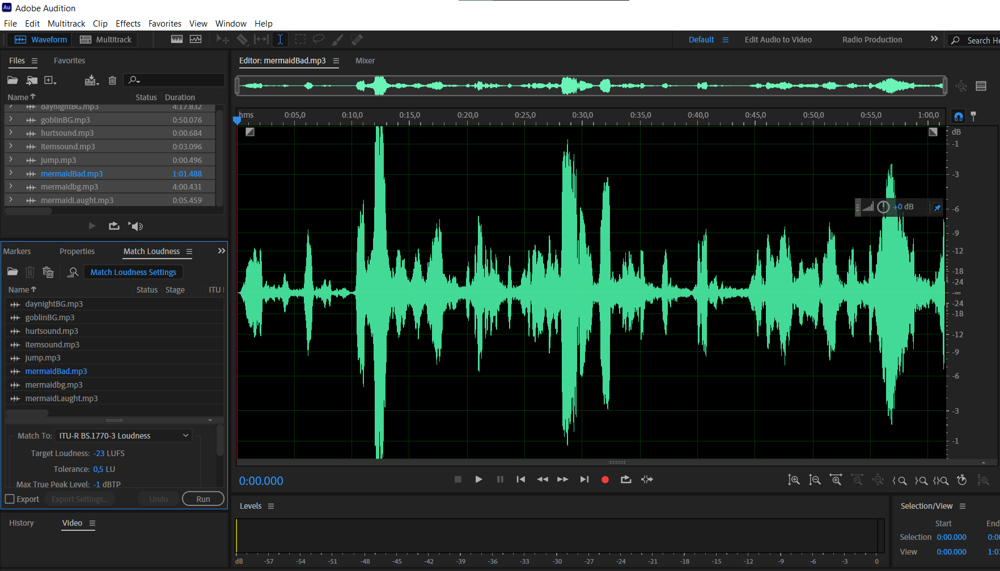 Au Adobe Audition
File Edit Multitrack Clip Effects Favorites View Window Help
Waveform Multitrack Default Edit Audio to Video Radio Production Search He
Files Favorites
Name Status Duration
daynightBG.mp3 4:17.832
goblinBG.mp3 0:50.076
hurtsound.mp3 0:00.684
itemsound.mp3 0:03.096
jump.mp3 0:00.496
mermaidBad.mp3 1:01.488
mermaidbg.mp3 4:00.431
mermaidLaught.mp3 0:05.459
Markers Properties Match Loudness
Match Loudness Settings
Name Status Stage ITU
daynightBG.mp3
goblinBG.mp3
hurtsound.mp3
itemsound.mp3
jump.mp3
mermaidBad.mp3
mermaidbg.mp3
mermaidLaught.mp3
Match To: ITU-R BS.1770-3 Loudness
Target Loudness: -23 LUFS
Tolerance: 0,5 LU
Max True Peak Level: -1 dBTP
Export Export Settings... Undo Run
History Video
Editor: mermaidBad.mp3 Mixer
hms 0:05,0 0:10,0 0:15,0 0:20,0 0:25,0 0:30,0 0:35,0 0:40,0 0:45,0 0:50,0 0:55,0 1:00,0
dB
-1
-3
-6
-9
-12
-18
-24
-∞
-24
-18
-12
-9
-6
-3
-1
+0 dB
0:00.000
Levels
dB -57 -54 -51 -48 -45 -42 -39 -36 -33 -30 -27 -24 -21 -18 -15 -12 -9 -6 -3 0
Selection/View
Start End
Selection 0:00.000 0:00
View 0:00.000 1:01